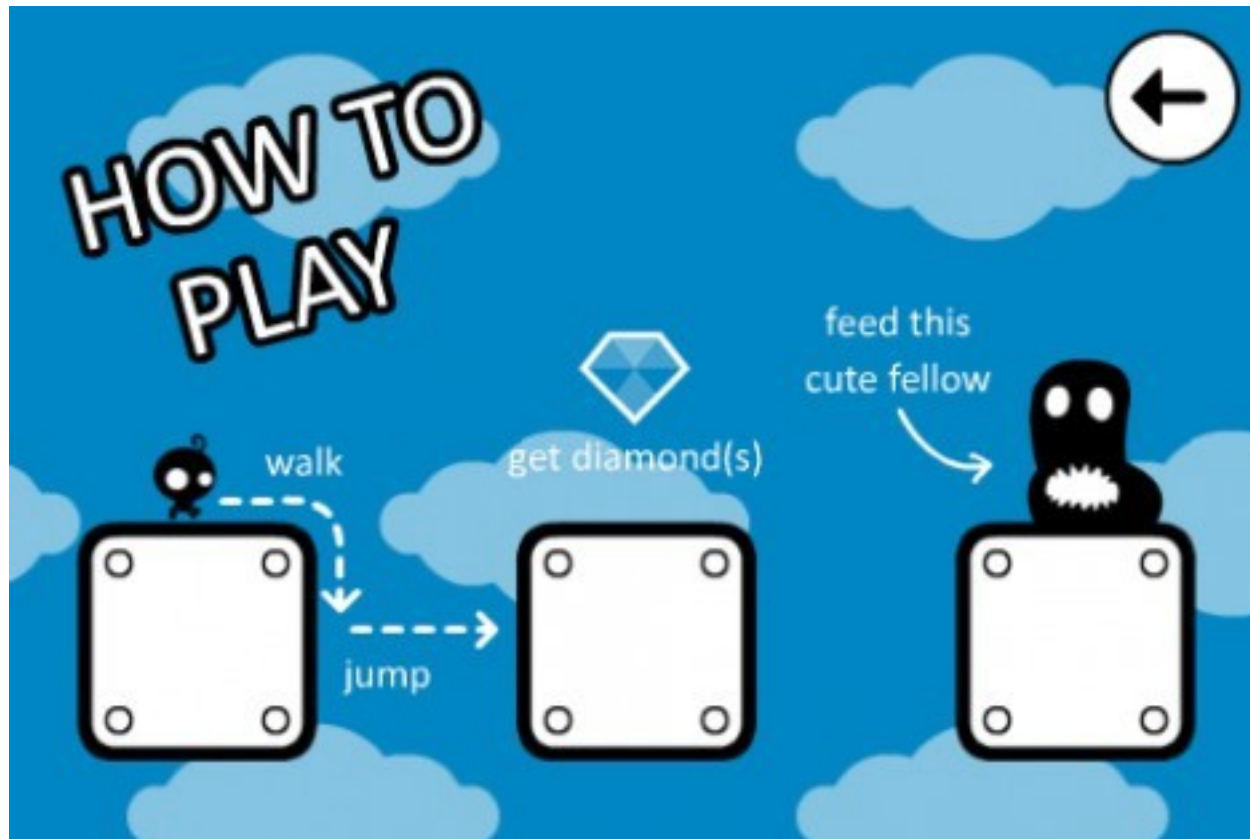 HOW TO
PLAY
feed this
cute fellow
walk
get diamond(s)
jump